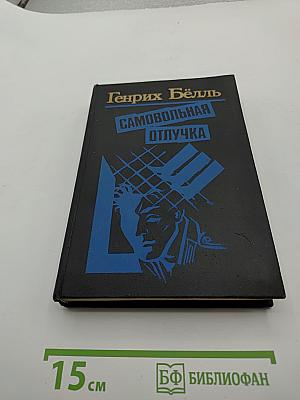 Генрих Бёлль
САМОВОЛЬНАЯ
ОТЛУЧКА
15 см
БФ БИБЛИОФАН